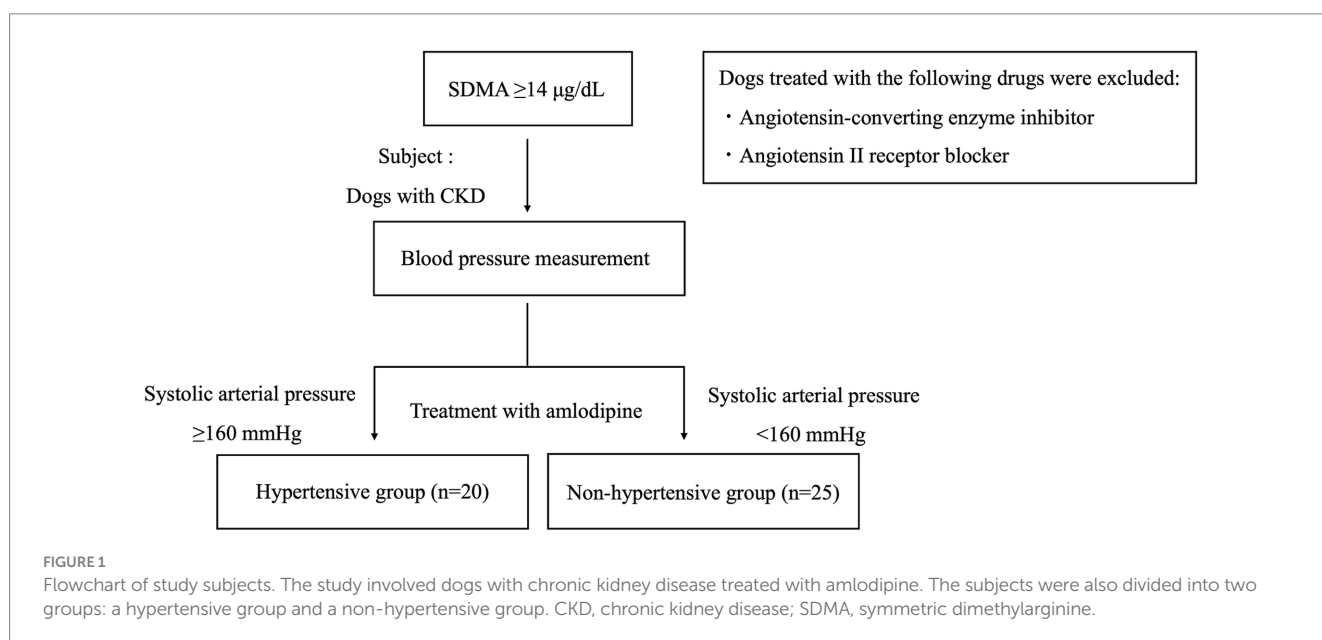 SDMA ≥14 μg/dL
Dogs treated with the following drugs were excluded:
・Angiotensin-converting enzyme inhibitor
・Angiotensin II receptor blocker
Subject :
Dogs with CKD
Blood pressure measurement
Systolic arterial pressure
≥160 mmHg
Treatment with amlodipine
Systolic arterial pressure
<160 mmHg
Hypertensive group (n=20)
Non-hypertensive group (n=25)
FIGURE 1
Flowchart of study subjects. The study involved dogs with chronic kidney disease treated with amlodipine. The subjects were also divided into two
groups: a hypertensive group and a non-hypertensive group. CKD, chronic kidney disease; SDMA, symmetric dimethylarginine.